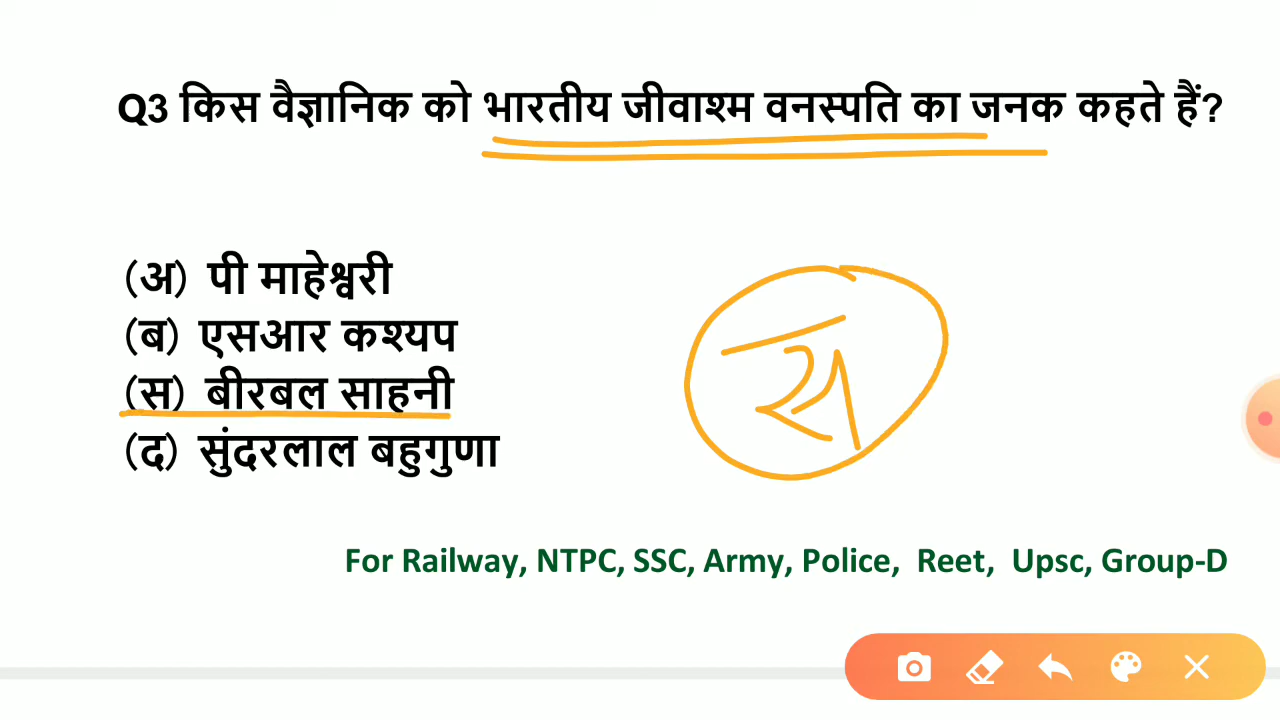 Q3 किस वैज्ञानिक को भारतीय जीवाश्म वनस्पति का जनक कहते हैं?
(अ) पी माहेश्वरी
(ब) एसआर कश्यप
(स) बीरबल साहनी
(द) सुंदरलाल बहुगुणा
स
For Railway, NTPC, SSC, Army, Police, Reet, Upsc, Group-D